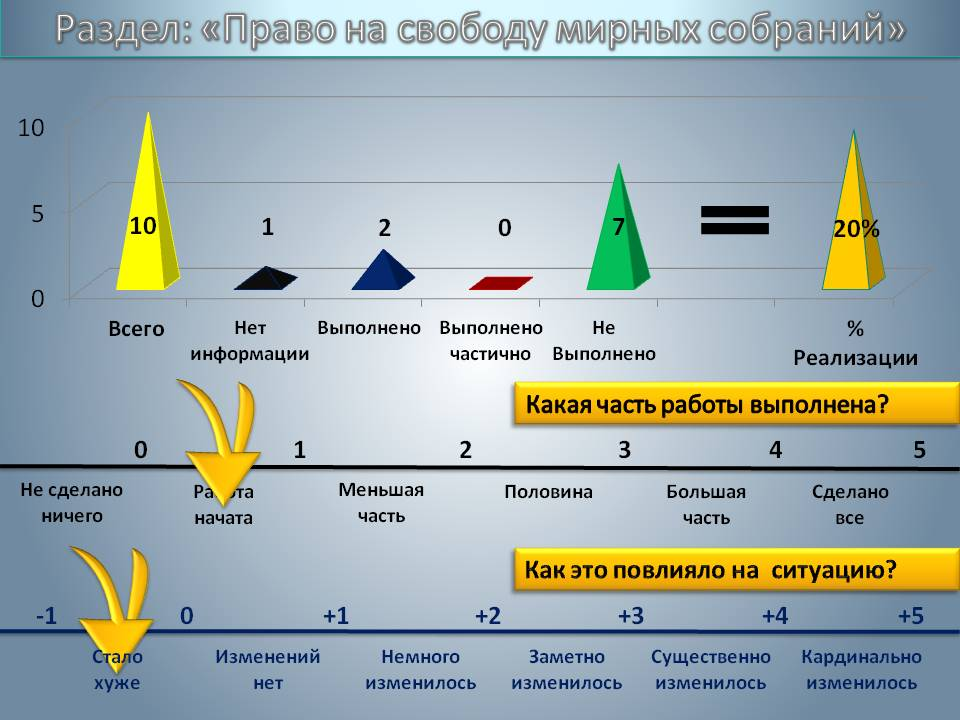 Раздел: «Право на свободу мирных собраний»
10
5
0
10
1
2
0
7
20%
Всего
Нет
информации
Выполнено
Выполнено
частично
Не
Выполнено
%
Реализации
Какая часть работы выполнена?
0 1 2 3 4 5
Не сделано
ничего
Работа
начата
Меньшая
часть
Половина
Большая
часть
Сделано
все
Как это повлияло на ситуацию?
-1 0 +1 +2 +3 +4 +5
Стало
хуже
Изменений
нет
Немного
изменилось
Заметно
изменилось
Существенно
изменилось
Кардинально
изменилось